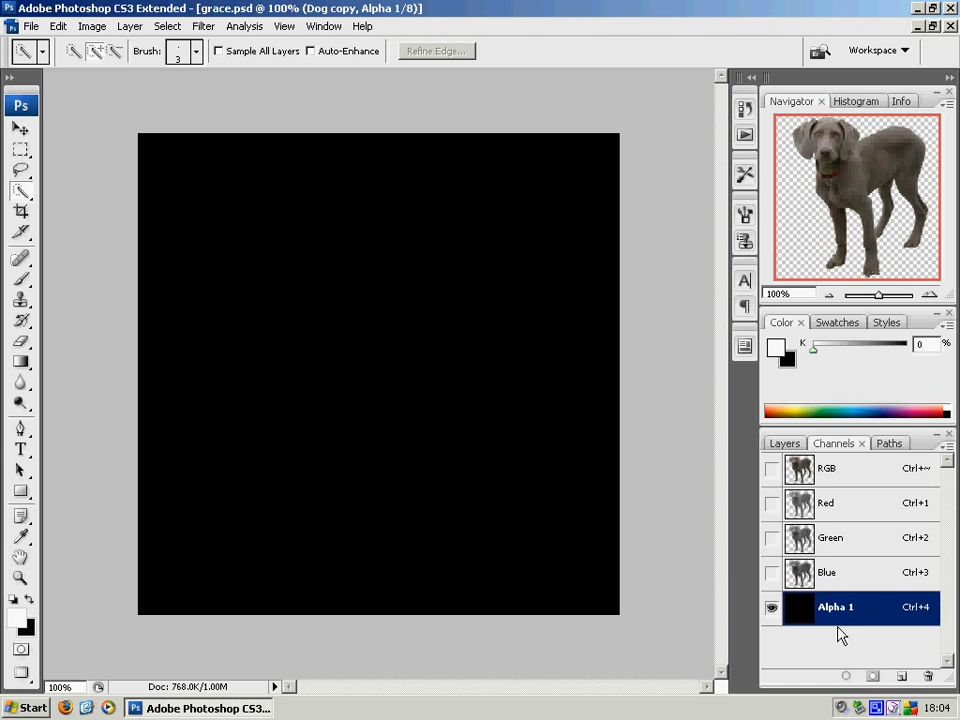 Adobe Photoshop CS3 Extended - [grace.psd @ 100% (Dog copy, Alpha 1/8)]
File Edit Image Layer Select Filter Analysis View Window Help
Brush: 3 Sample All Layers Auto-Enhance Refine Edge... Workspace
Ps
Navigator Histogram Info
100%
Color Swatches Styles
K 0 %
Layers Channels Paths
RGB Ctrl+~
Red Ctrl+1
Green Ctrl+2
Blue Ctrl+3
Alpha 1 Ctrl+4
100% Doc: 768.0K/1.00M
Start Adobe Photoshop CS3... 18:04